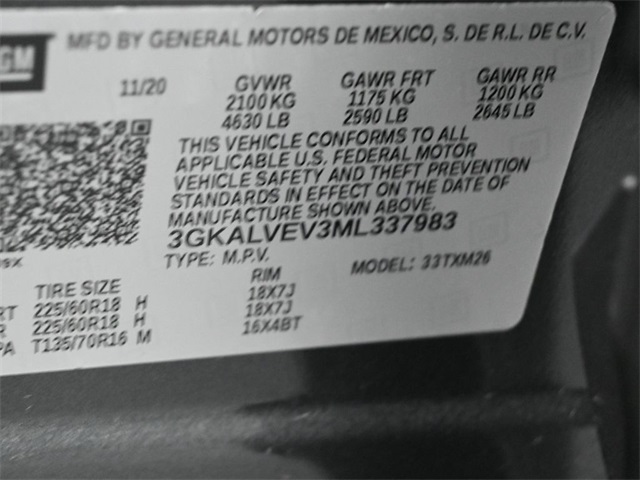 GM MFD BY GENERAL MOTORS DE MEXICO, S. DE R.L. DE C.V.
11/20 GVWR GAWR FRT GAWR RR
2100 KG 1175 KG 1200 KG
4630 LB 2590 LB 2645 LB
THIS VEHICLE CONFORMS TO ALL
APPLICABLE U.S. FEDERAL MOTOR
VEHICLE SAFETY AND THEFT PREVENTION
STANDARDS IN EFFECT ON THE DATE OF
MANUFACTURE SHOWN ABOVE.
3GKALVEV3ML337983
TYPE: M.P.V. MODEL: 33TXM26
TIRE SIZE RIM
RT 225/60R18 H 18X7J
R 225/60R18 H 18X7J
PA T135/70R16 M 16X4BT